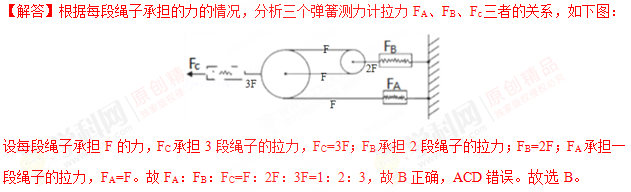 【解答】根据每段绳子承担的力的情况，分析三个弹簧测力计拉力 FA、FB、FC三者的关系，如下图：
F FB
FC 2F
3F F FA
F
设每段绳子承担 F 的力，FC承担 3 段绳子的拉力，FC=3F；FB承担 2 段绳子的拉力；FB=2F；FA承担一
段绳子的拉力，FA=F。故 FA：FB：FC=F：2F：3F=1：2：3，故 B 正确，ACD 错误。故选 B。